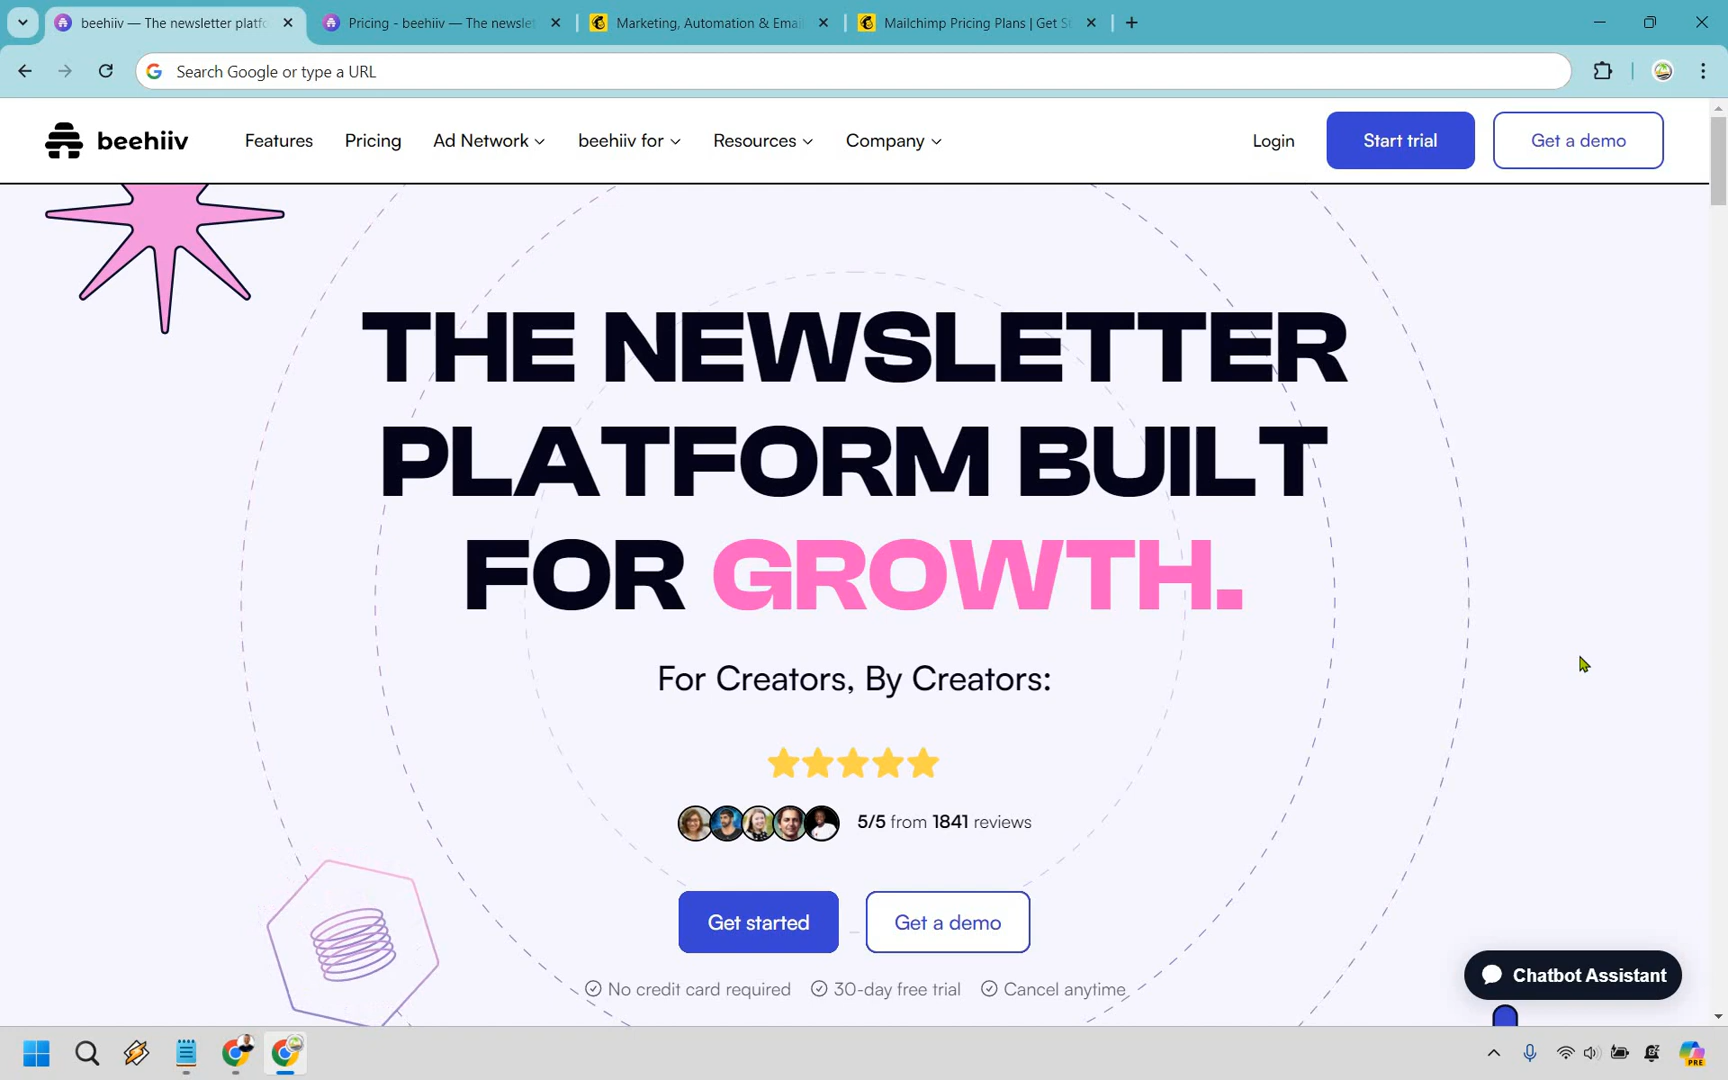 beehiiv — The newsletter platfo
Pricing - beehiiv — The newslet
Marketing, Automation & Emai
Mailchimp Pricing Plans | Get St
Search Google or type a URL
beehiiv
Features
Pricing
Ad Network
beehiiv for
Resources
Company
Login
Start trial
Get a demo
THE NEWSLETTER
PLATFORM BUILT
FOR GROWTH.
For Creators, By Creators:
5/5 from 1841 reviews
Get started
Get a demo
No credit card required
30-day free trial
Cancel anytime
Chatbot Assistant
PRE